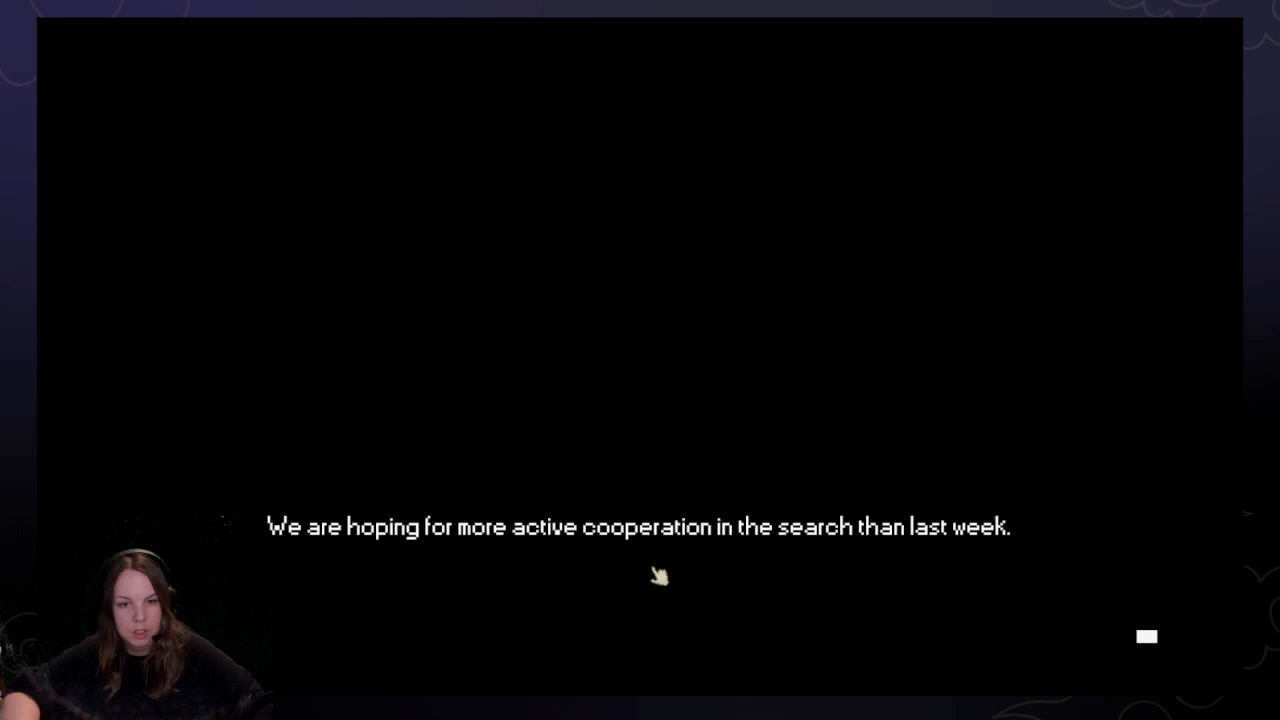 We are hoping for more active cooperation in the search than last week.